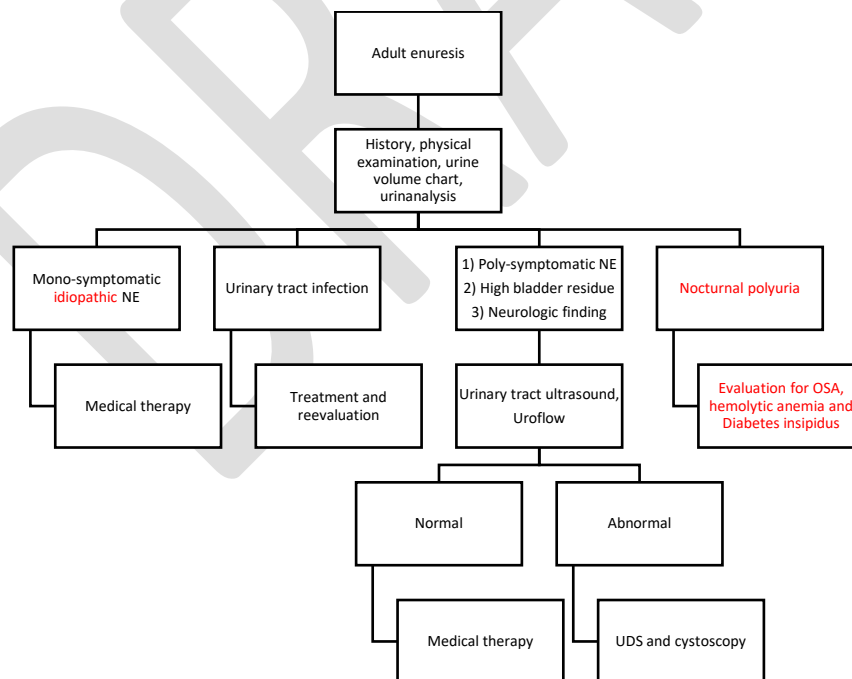 Adult enuresis
History, physical
examination, urine
volume chart,
urinanalysis
Mono-symptomatic
idiopathic NE
Urinary tract infection
1) Poly-symptomatic NE
2) High bladder residue
3) Neurologic finding
Nocturnal polyuria
Medical therapy
Treatment and
reevaluation
Urinary tract ultrasound,
Uroflow
Evaluation for OSA,
hemolytic anemia and
Diabetes insipidus
Normal
Abnormal
Medical therapy
UDS and cystoscopy